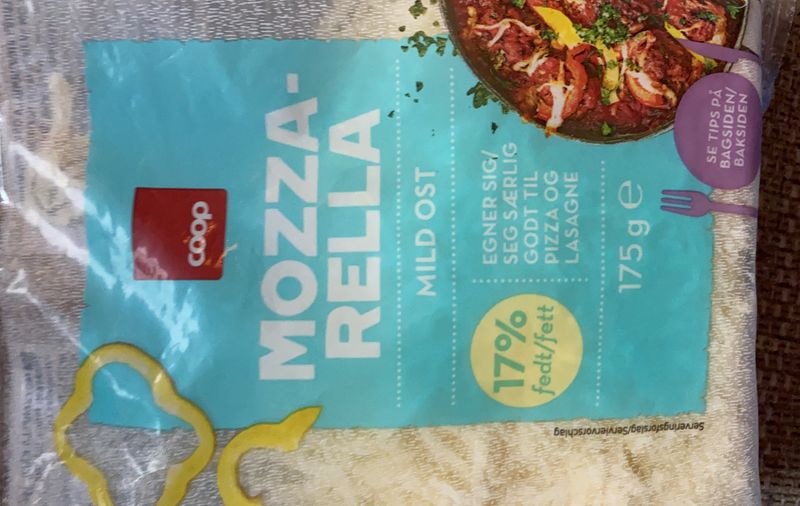 coop
MOZZA-
RELLA
MILD OST
EGNER SIG/
SEG SÆRLIG
GODT TIL
PIZZA OG
LASAGNE
17%
fedt/fett
175 g e
SE TIPS PÅ
BAGSIDEN/
BAKSIDEN
Serveringsforslag/Serviervorschlag